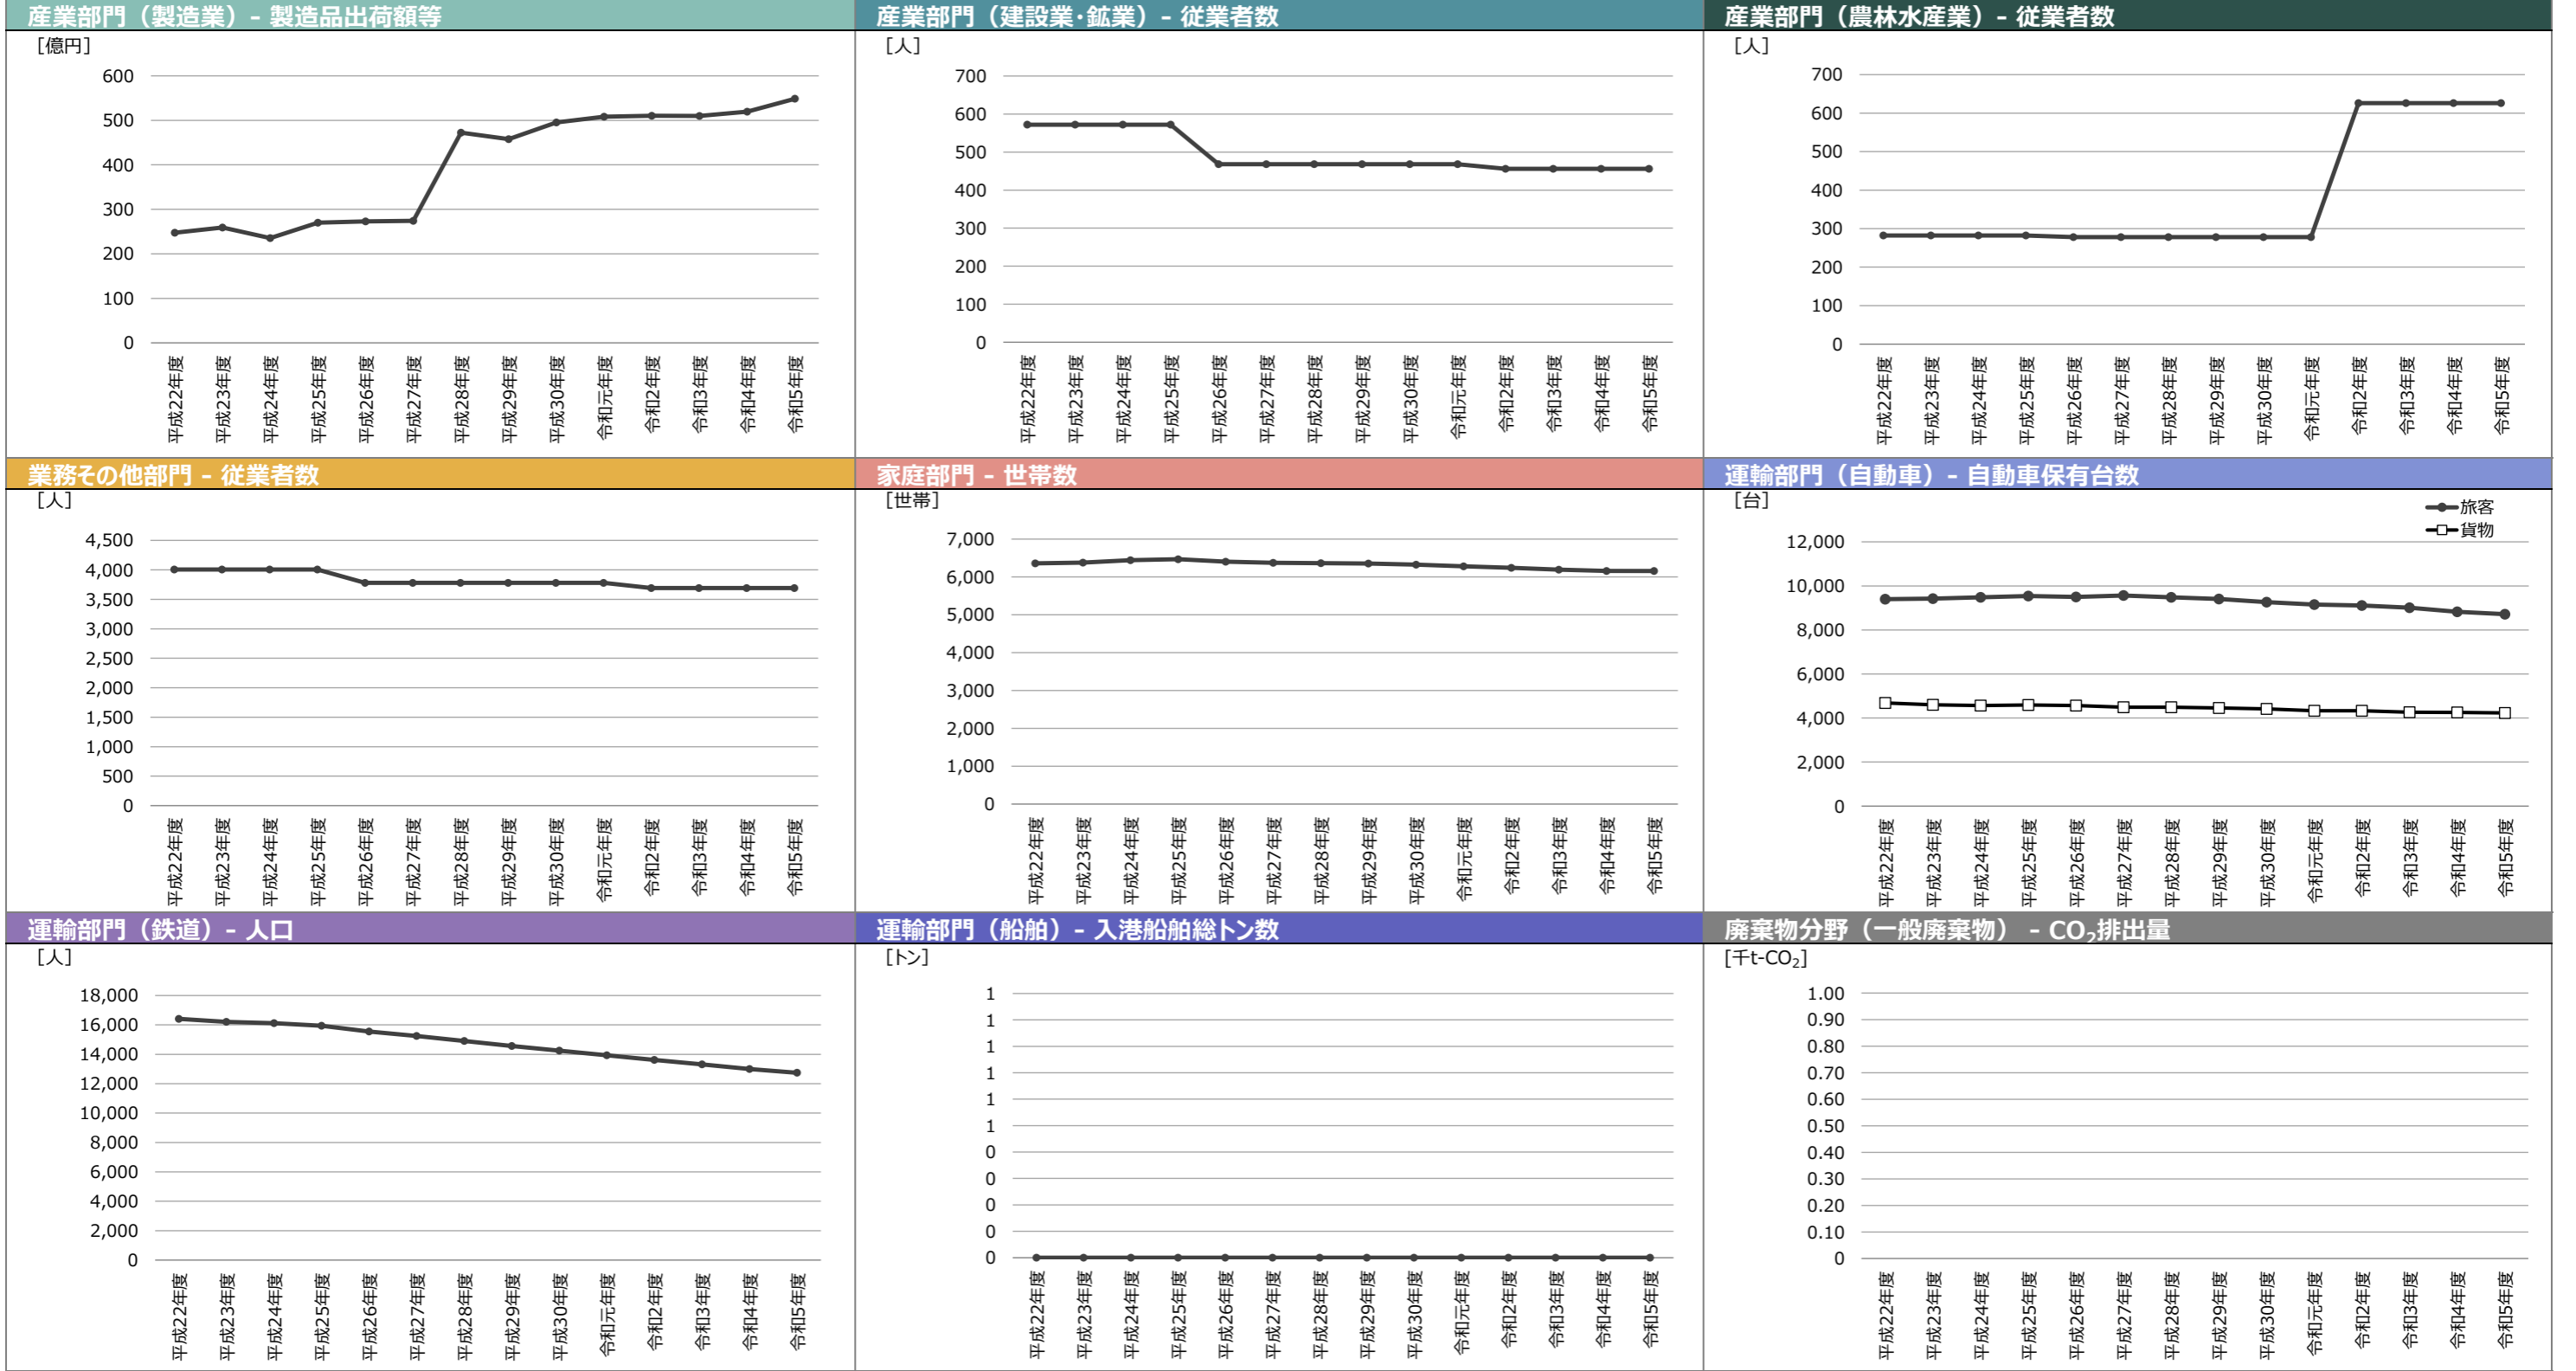 産業部門（製造業）- 製造品出荷額等
[億円]
600
500
400
300
200
100
0
平成22年度
平成23年度
平成24年度
平成25年度
平成26年度
平成27年度
平成28年度
平成29年度
平成30年度
令和元年度
令和2年度
令和3年度
令和4年度
令和5年度
産業部門（建設業・鉱業）- 従業者数
[人]
700
600
500
400
300
200
100
0
平成22年度
平成23年度
平成24年度
平成25年度
平成26年度
平成27年度
平成28年度
平成29年度
平成30年度
令和元年度
令和2年度
令和3年度
令和4年度
令和5年度
産業部門（農林水産業）- 従業者数
[人]
700
600
500
400
300
200
100
0
平成22年度
平成23年度
平成24年度
平成25年度
平成26年度
平成27年度
平成28年度
平成29年度
平成30年度
令和元年度
令和2年度
令和3年度
令和4年度
令和5年度
業務その他部門 - 従業者数
[人]
4,500
4,000
3,500
3,000
2,500
2,000
1,500
1,000
500
0
平成22年度
平成23年度
平成24年度
平成25年度
平成26年度
平成27年度
平成28年度
平成29年度
平成30年度
令和元年度
令和2年度
令和3年度
令和4年度
令和5年度
家庭部門 - 世帯数
[世帯]
7,000
6,000
5,000
4,000
3,000
2,000
1,000
0
平成22年度
平成23年度
平成24年度
平成25年度
平成26年度
平成27年度
平成28年度
平成29年度
平成30年度
令和元年度
令和2年度
令和3年度
令和4年度
令和5年度
運輸部門（自動車）- 自動車保有台数
[台]
旅客
貨物
12,000
10,000
8,000
6,000
4,000
2,000
0
平成22年度
平成23年度
平成24年度
平成25年度
平成26年度
平成27年度
平成28年度
平成29年度
平成30年度
令和元年度
令和2年度
令和3年度
令和4年度
令和5年度
運輸部門（鉄道）- 人口
[人]
18,000
16,000
14,000
12,000
10,000
8,000
6,000
4,000
2,000
0
平成22年度
平成23年度
平成24年度
平成25年度
平成26年度
平成27年度
平成28年度
平成29年度
平成30年度
令和元年度
令和2年度
令和3年度
令和4年度
令和5年度
運輸部門（船舶）- 入港船舶総トン数
[トン]
1
1
1
1
1
1
0
0
0
0
0
平成22年度
平成23年度
平成24年度
平成25年度
平成26年度
平成27年度
平成28年度
平成29年度
平成30年度
令和元年度
令和2年度
令和3年度
令和4年度
令和5年度
廃棄物分野（一般廃棄物） - CO₂排出量
[千t-CO₂]
1.00
0.90
0.80
0.70
0.60
0.50
0.40
0.30
0.20
0.10
0
平成22年度
平成23年度
平成24年度
平成25年度
平成26年度
平成27年度
平成28年度
平成29年度
平成30年度
令和元年度
令和2年度
令和3年度
令和4年度
令和5年度